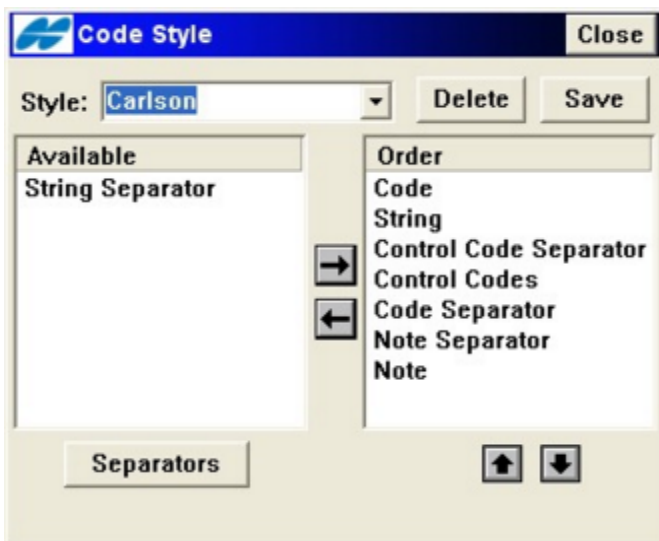 Code Style Close
Style: Carlson Delete Save
Available
String Separator
Order
Code
String
Control Code Separator
Control Codes
Code Separator
Note Separator
Note
Separators